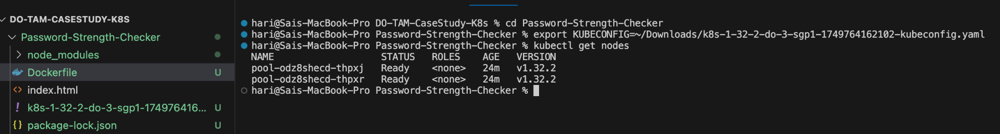 DO-TAM-CASESTUDY-K8S
Password-Strength-Checker
node_modules
Dockerfile U
index.html
k8s-1-32-2-do-3-sgp1-174976416... U
package-lock.json U
hari@Sais-MacBook-Pro DO-TAM-CaseStudy-K8s % cd Password-Strength-Checker
hari@Sais-MacBook-Pro Password-Strength-Checker % export KUBECONFIG=~/Downloads/k8s-1-32-2-do-3-sgp1-1749764162102-kubeconfig.yaml
hari@Sais-MacBook-Pro Password-Strength-Checker % kubectl get nodes
NAME STATUS ROLES AGE VERSION
pool-odz8shecd-thpxj Ready <none> 24m v1.32.2
pool-odz8shecd-thpxr Ready <none> 24m v1.32.2
hari@Sais-MacBook-Pro Password-Strength-Checker %